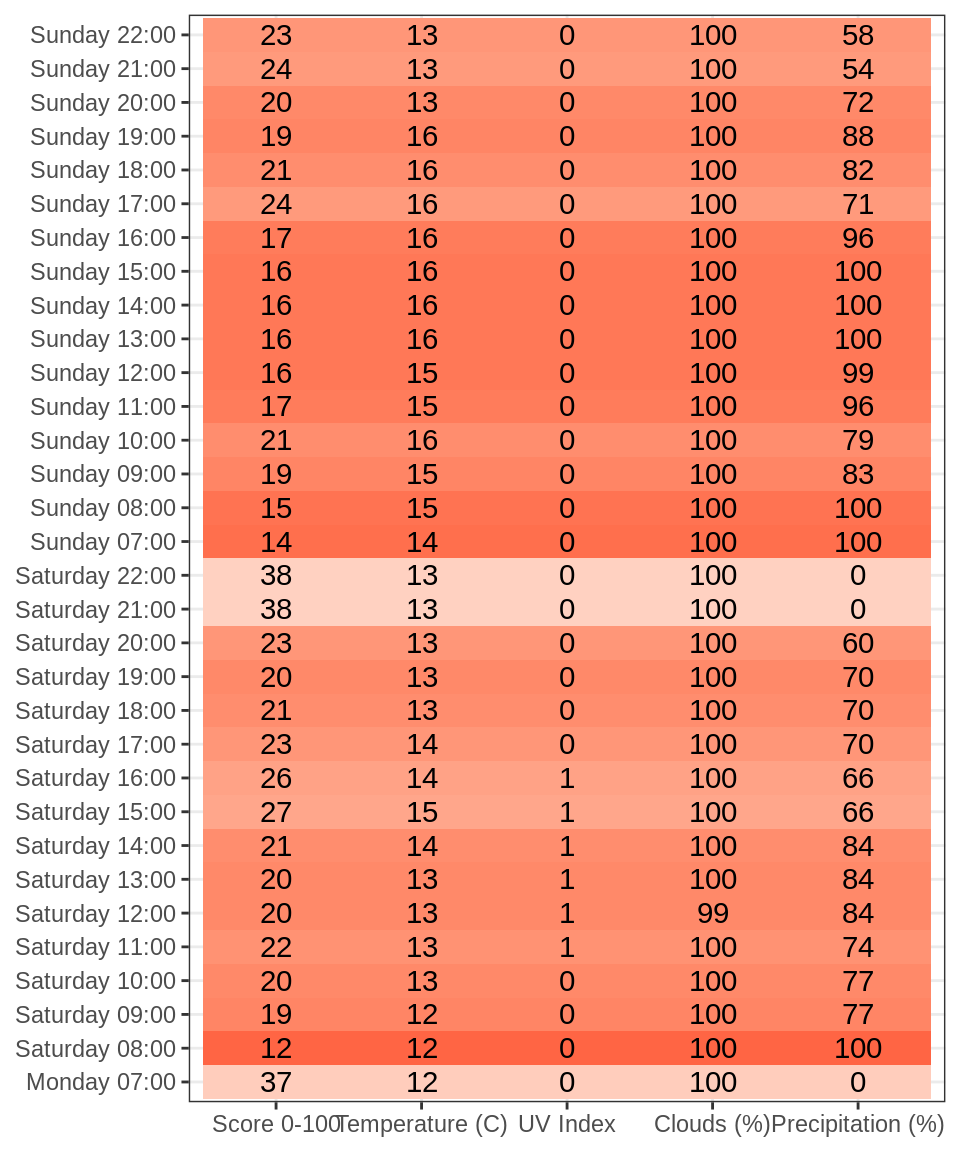 Sunday 22:00 23 13 0 100 58
Sunday 21:00 24 13 0 100 54
Sunday 20:00 20 13 0 100 72
Sunday 19:00 19 16 0 100 88
Sunday 18:00 21 16 0 100 82
Sunday 17:00 24 16 0 100 71
Sunday 16:00 17 16 0 100 96
Sunday 15:00 16 16 0 100 100
Sunday 14:00 16 16 0 100 100
Sunday 13:00 16 16 0 100 100
Sunday 12:00 16 15 0 100 99
Sunday 11:00 17 15 0 100 96
Sunday 10:00 21 16 0 100 79
Sunday 09:00 19 15 0 100 83
Sunday 08:00 15 15 0 100 100
Sunday 07:00 14 14 0 100 100
Saturday 22:00 38 13 0 100 0
Saturday 21:00 38 13 0 100 0
Saturday 20:00 23 13 0 100 60
Saturday 19:00 20 13 0 100 70
Saturday 18:00 21 13 0 100 70
Saturday 17:00 23 14 0 100 70
Saturday 16:00 26 14 1 100 66
Saturday 15:00 27 15 1 100 66
Saturday 14:00 21 14 1 100 84
Saturday 13:00 20 13 1 100 84
Saturday 12:00 20 13 1 99 84
Saturday 11:00 22 13 1 100 74
Saturday 10:00 20 13 0 100 77
Saturday 09:00 19 12 0 100 77
Saturday 08:00 12 12 0 100 100
Monday 07:00 37 12 0 100 0
Score 0-100 Temperature (C) UV Index Clouds (%) Precipitation (%)